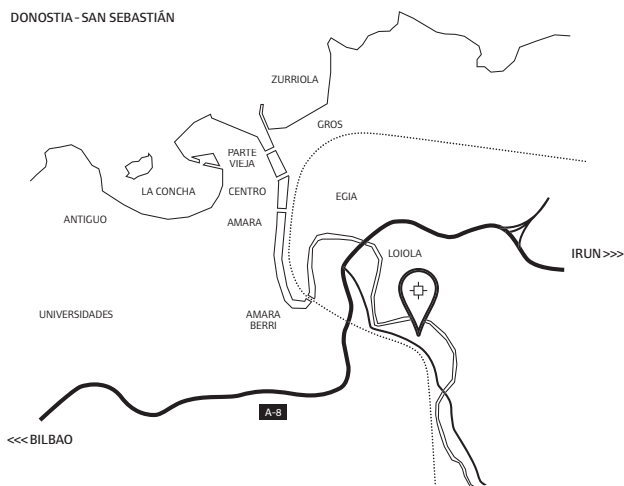 DONOSTIA - SAN SEBASTIÁN
ZURRIOLA
GROS
PARTE
VIEJA
LA CONCHA
CENTRO
EGIA
ANTIGUO
AMARA
LOIOLA
IRUN >>>
UNIVERSIDADES
AMARA
BERRI
A-8
<<< BILBAO